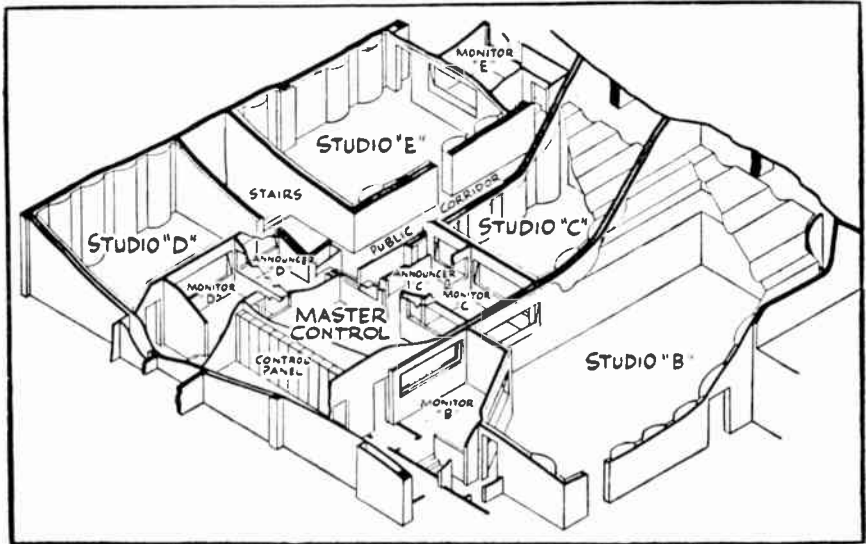 MONITOR
E
STUDIO "E"
STAIRS
PUBLIC CORRIDOR
STUDIO "C"
STUDIO "D"
ANNOUNCER
D
ANNOUNCER
C
MONITOR
D
MONITOR
C
MASTER
CONTROL
CONTROL
PANEL
STUDIO "B"
MONITOR
"B"